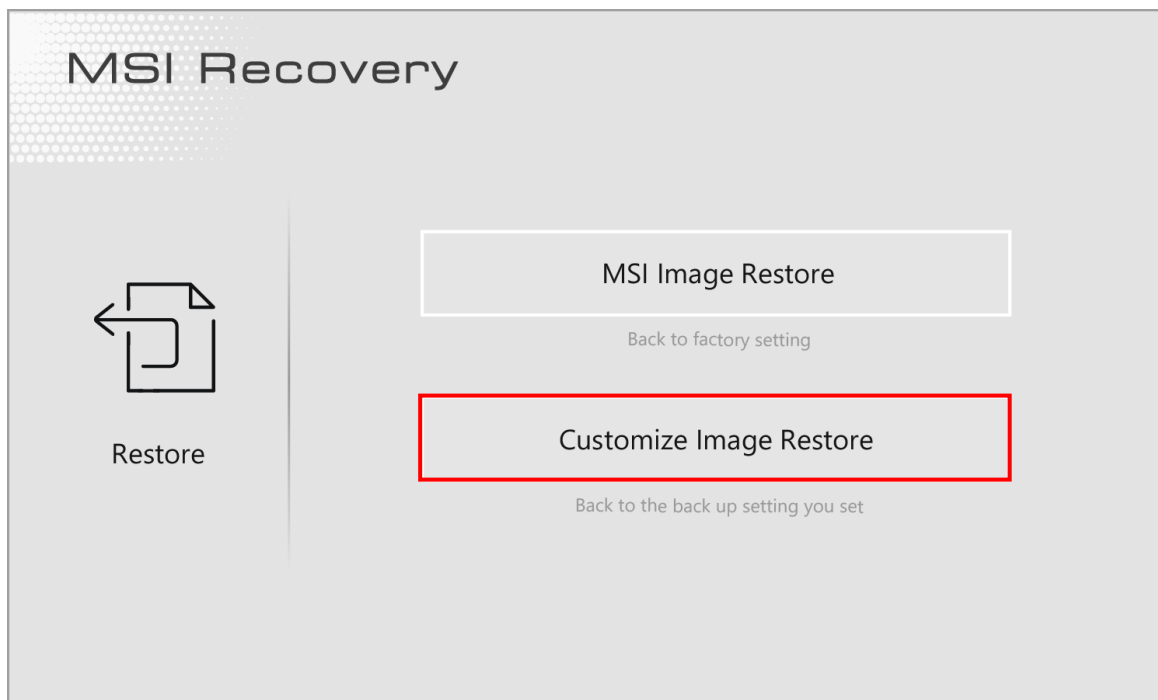 MSI Recovery
MSI Image Restore
Back to factory setting
Restore
Customize Image Restore
Back to the back up setting you set